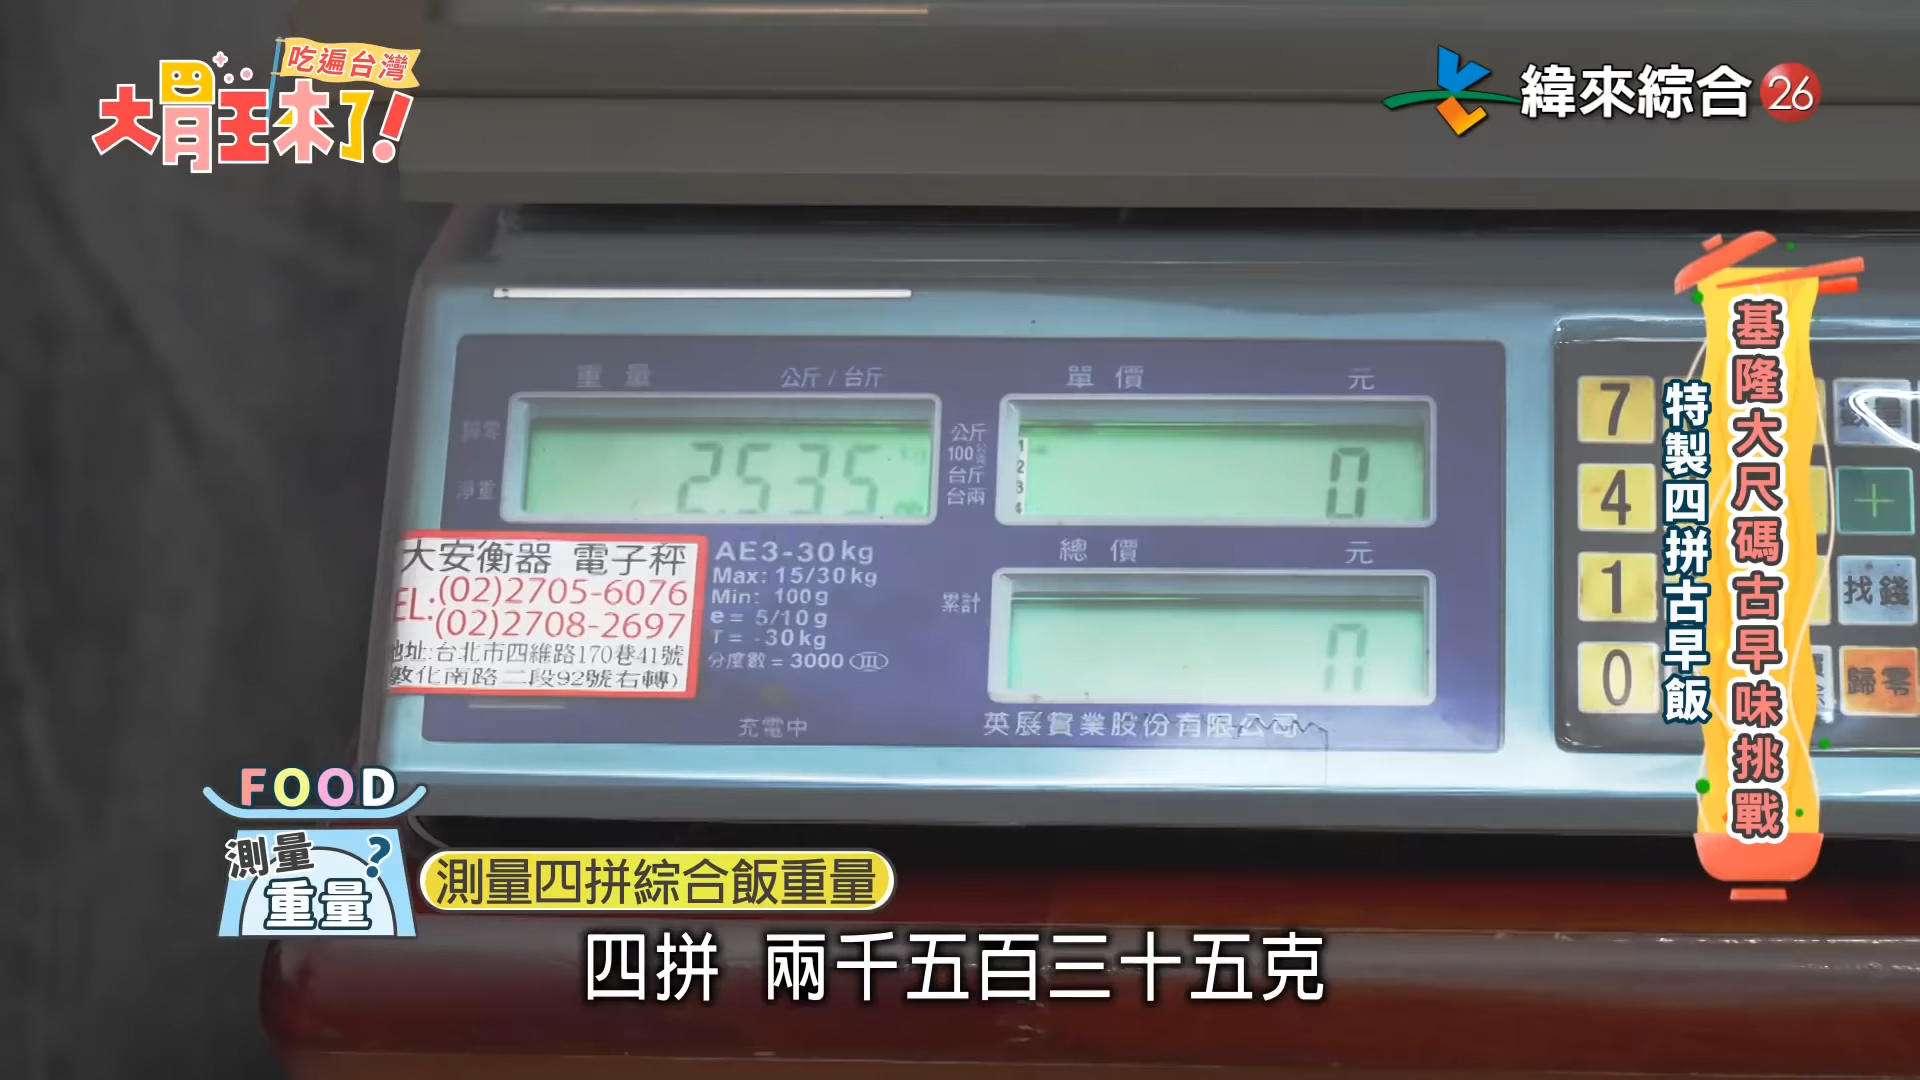 吃遍台灣
大胃王來了!
緯來綜合 26
重量 公斤/台斤
單價 元
歸零
淨重
2.535
公斤
100
台斤
台兩
1
2
3
4
0
總價 元
累計
0
大安衡器 電子秤
EL:(02)2705-6076
(02)2708-2697
地址:台北市四維路170巷41號
敦化南路二段92號右轉)
AE3-30kg
Max: 15/30kg
Min: 100g
e = 5/10g
T = -30kg
分度數 = 3000 III
充電中
英展實業股份有限公司
7
4 +
1 找錢
0 歸零
基隆大尺碼古早味挑戰
特製四拼古早飯
FOOD
測量?
重量
測量四拼綜合飯重量
四拼 兩千五百三十五克